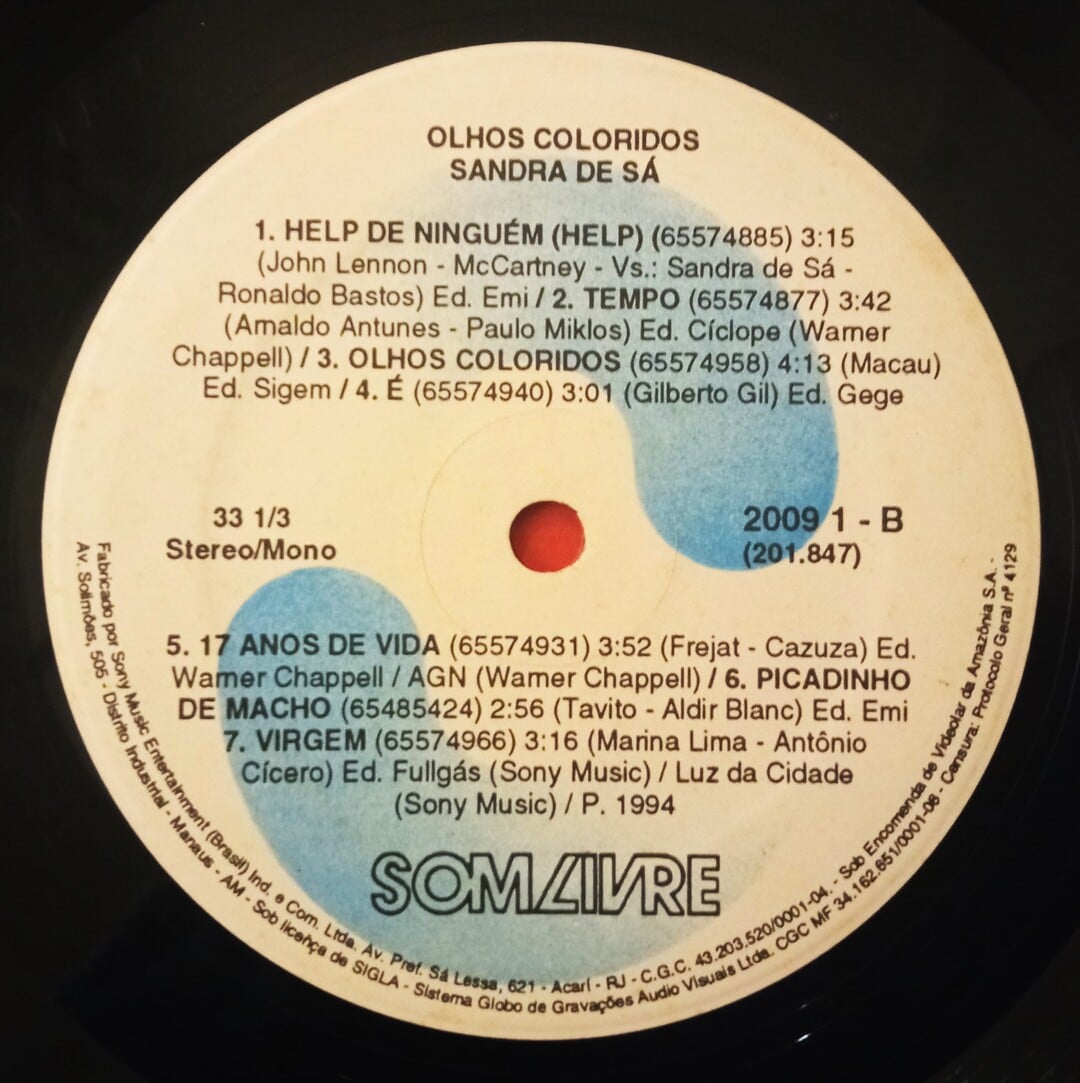 OLHOS COLORIDOS
SANDRA DE SÁ
1. HELP DE NINGUÉM (HELP) (65574885) 3:15
(John Lennon - McCartney - Vs.: Sandra de Sá -
Ronaldo Bastos) Ed. Emi / 2. TEMPO (65574877) 3:42
(Arnaldo Antunes - Paulo Miklos) Ed. Cíclope (Warner
Chappell) / 3. OLHOS COLORIDOS (65574958) 4:13 (Macau)
Ed. Sigem / 4. É (65574940) 3:01 (Gilberto Gil) Ed. Gege
33 1/3
Stereo/Mono
2009 1 - B
(201.847)
5. 17 ANOS DE VIDA (65574931) 3:52 (Frejat - Cazuza) Ed.
Warner Chappell / AGN (Warner Chappell) / 6. PICADINHO
DE MACHO (65485424) 2:56 (Tavito - Aldir Blanc) Ed. Emi
7. VIRGEM (65574966) 3:16 (Marina Lima - Antônio
Cícero) Ed. Fullgás (Sony Music) / Luz da Cidade
(Sony Music) / P. 1994
SOM LIVRE
Fabricado por Sony Music Entertainment (Brasil) Ind. e Com. Ltda. Av. Pref. Sá Lessa, 621 - Acarí - RJ - C.G.C. 43.203.520/0001-04. - Sob Encomenda de Videolar da Amazônia S.A. -
Av. Solimões, 505 - Distrito Industrial - Manaus - AM - Sob licença de SIGLA - Sistema Globo de Gravações Audio Visuais Ltda. CGC MF 34.162.651/0001-06 - Censura: Protocolo Geral nº 4129